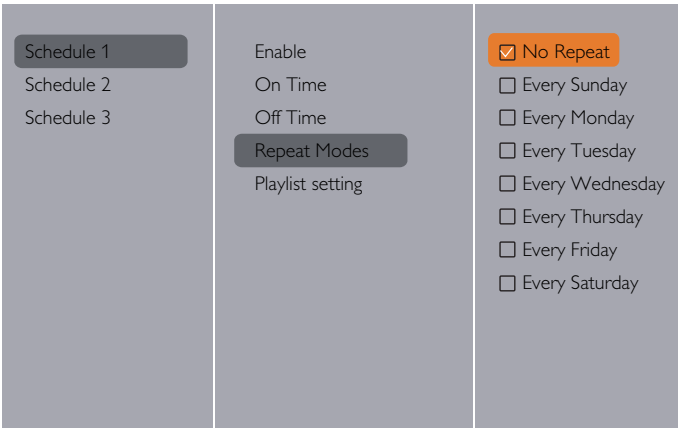 Schedule 1
Schedule 2
Schedule 3
Enable
On Time
Off Time
Repeat Modes
Playlist setting
No Repeat
Every Sunday
Every Monday
Every Tuesday
Every Wednesday
Every Thursday
Every Friday
Every Saturday